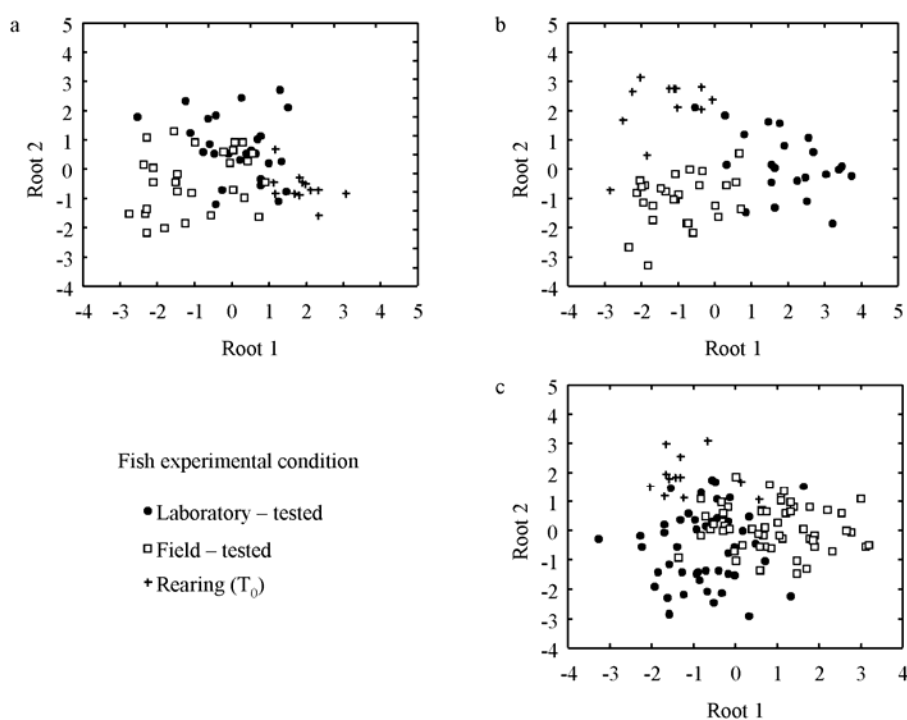 a
5
4
3
2
1
0
-1
-2
-3
-4
Root 2
-4 -3 -2 -1 0 1 2 3 4 5
Root 1
b
5
4
3
2
1
0
-1
-2
-3
-4
Root 2
-4 -3 -2 -1 0 1 2 3 4 5
Root 1
c
5
4
3
2
1
0
-1
-2
-3
-4
Root 2
-4 -3 -2 -1 0 1 2 3 4
Root 1
Fish experimental condition
Laboratory – tested
Field – tested
Rearing (T₀)